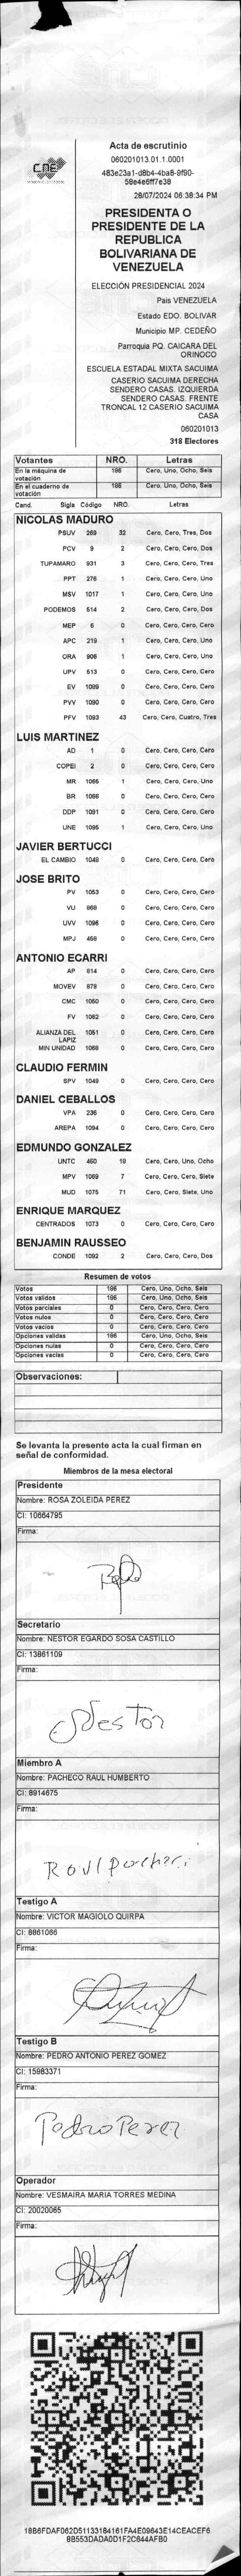 CNE
Acta de escrutinio
060201013.01.1.0001
483e23a1-d8b4-4ba8-9f90-
58e4e6ff7e38
28/07/2024 06:38:34 PM
PRESIDENTA O
PRESIDENTE DE LA
REPUBLICA
BOLIVARIANA DE
VENEZUELA
ELECCIÓN PRESIDENCIAL 2024
Pais VENEZUELA
Estado EDO. BOLIVAR
Municipio MP. CEDEÑO
Parroquia PQ. CAICARA DEL
ORINOCO
ESCUELA ESTADAL MIXTA SACUIMA
CASERIO SACUIMA DERECHA
SENDERO CASAS. IZQUIERDA
SENDERO CASAS. FRENTE
TRONCAL 12 CASERIO SACUIMA
CASA
060201013
318 Electores
Votantes NRO. Letras
En la máquina de votación 186 Cero, Uno, Ocho, Seis
En el cuaderno de votación 186 Cero, Uno, Ocho, Seis
Cand. Sigla Código NRO. Letras
NICOLAS MADURO
PSUV 269 32 Cero, Cero, Tres, Dos
PCV 9 2 Cero, Cero, Cero, Dos
TUPAMARO 931 3 Cero, Cero, Cero, Tres
PPT 276 1 Cero, Cero, Cero, Uno
MSV 1017 1 Cero, Cero, Cero, Uno
PODEMOS 514 2 Cero, Cero, Cero, Dos
MEP 6 0 Cero, Cero, Cero, Cero
APC 219 1 Cero, Cero, Cero, Uno
ORA 906 1 Cero, Cero, Cero, Uno
UPV 513 0 Cero, Cero, Cero, Cero
EV 1089 0 Cero, Cero, Cero, Cero
PVV 1090 0 Cero, Cero, Cero, Cero
PFV 1093 43 Cero, Cero, Cuatro, Tres
LUIS MARTINEZ
AD 1 0 Cero, Cero, Cero, Cero
COPEI 2 0 Cero, Cero, Cero, Cero
MR 1065 1 Cero, Cero, Cero, Uno
BR 1066 0 Cero, Cero, Cero, Cero
DDP 1091 0 Cero, Cero, Cero, Cero
UNE 1095 1 Cero, Cero, Cero, Uno
JAVIER BERTUCCI
EL CAMBIO 1048 0 Cero, Cero, Cero, Cero
JOSE BRITO
PV 1053 0 Cero, Cero, Cero, Cero
VU 868 0 Cero, Cero, Cero, Cero
UVV 1096 0 Cero, Cero, Cero, Cero
MPJ 458 0 Cero, Cero, Cero, Cero
ANTONIO ECARRI
AP 914 0 Cero, Cero, Cero, Cero
MOVEV 878 0 Cero, Cero, Cero, Cero
CMC 1050 0 Cero, Cero, Cero, Cero
FV 1062 0 Cero, Cero, Cero, Cero
ALIANZA DEL LAPIZ 1051 0 Cero, Cero, Cero, Cero
MIN UNIDAD 1068 0 Cero, Cero, Cero, Cero
CLAUDIO FERMIN
SPV 1049 0 Cero, Cero, Cero, Cero
DANIEL CEBALLOS
VPA 236 0 Cero, Cero, Cero, Cero
AREPA 1094 0 Cero, Cero, Cero, Cero
EDMUNDO GONZALEZ
UNTC 460 18 Cero, Cero, Uno, Ocho
MPV 1069 7 Cero, Cero, Cero, Siete
MUD 1075 71 Cero, Cero, Siete, Uno
ENRIQUE MARQUEZ
CENTRADOS 1073 0 Cero, Cero, Cero, Cero
BENJAMIN RAUSSEO
CONDE 1092 2 Cero, Cero, Cero, Dos
Resumen de votos
Votos 186 Cero, Uno, Ocho, Seis
Votos validos 186 Cero, Uno, Ocho, Seis
Votos parciales 0 Cero, Cero, Cero, Cero
Votos nulos 0 Cero, Cero, Cero, Cero
Votos vacios 0 Cero, Cero, Cero, Cero
Opciones validas 186 Cero, Uno, Ocho, Seis
Opciones nulas 0 Cero, Cero, Cero, Cero
Opciones vacias 0 Cero, Cero, Cero, Cero
Observaciones:
Se levanta la presente acta la cual firman en
señal de conformidad.
Miembros de la mesa electoral
Presidente
Nombre: ROSA ZOLEIDA PEREZ
CI: 10664795
Firma:
Secretario
Nombre: NESTOR EGARDO SOSA CASTILLO
CI: 13861109
Firma:
Nestor
Miembro A
Nombre: PACHECO RAUL HUMBERTO
CI: 8914675
Firma:
Testigo A
Nombre: VICTOR MAGIOLO QUIRPA
CI: 8861066
Firma:
Testigo B
Nombre: PEDRO ANTONIO PEREZ GOMEZ
CI: 15983371
Firma:
Pedro Perez
Operador
Nombre: VESMAIRA MARIA TORRES MEDINA
CI: 20020065
Firma:
18B6FDAF062D51133184161FA4E09643E14CEACEF6
8B553DADA0D1F2C644AFB0